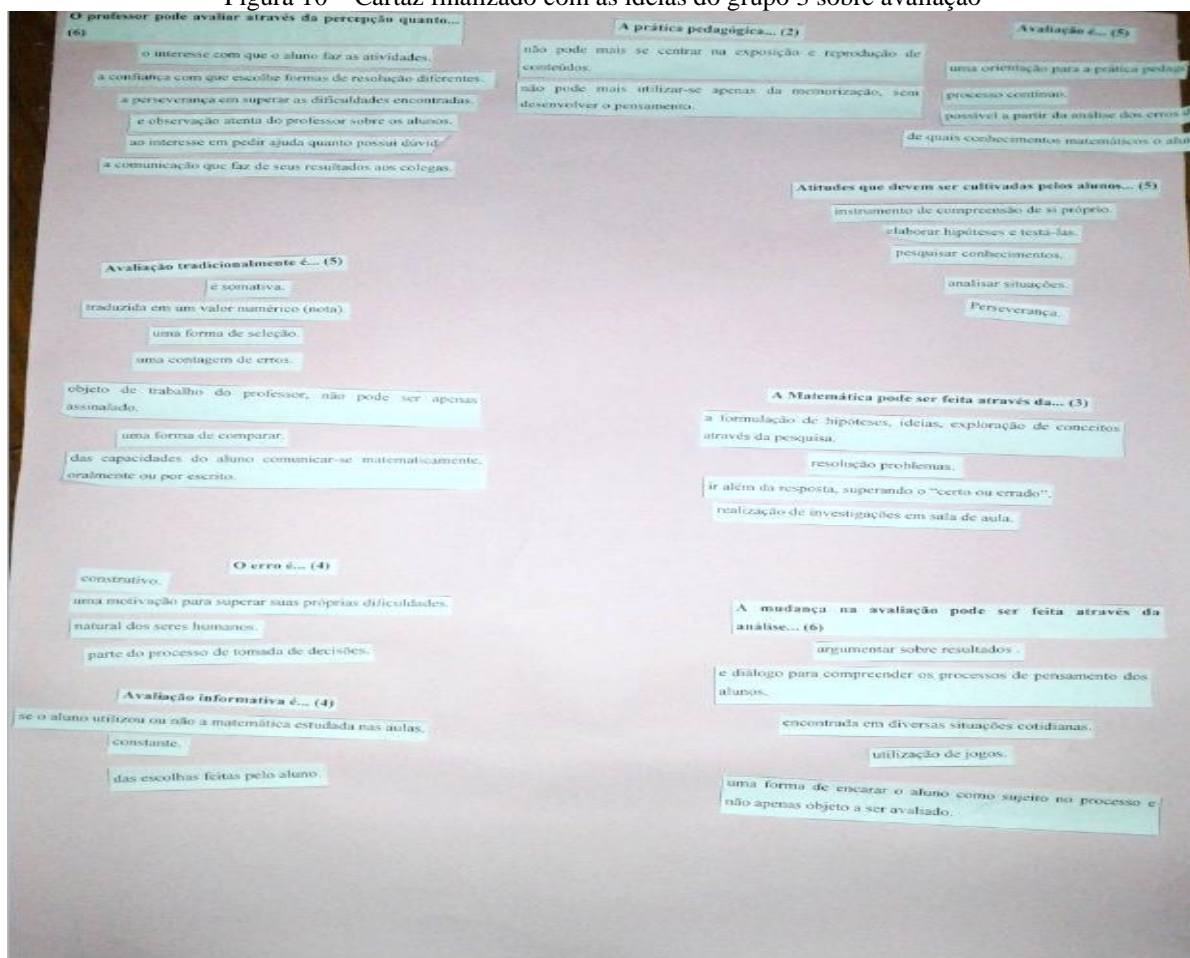 Figura 10 – Cartaz finalizado com as ideias do grupo 3 sobre avaliação
O professor pode avaliar através da percepção quanto...
(6)
o interesse com que o aluno faz as atividades.
a confiança com que escolhe formas de resolução diferentes.
a perseverança em superar as dificuldades encontradas.
e observação atenta do professor sobre os alunos.
ao interesse em pedir ajuda quanto possui
a comunicação que faz de seus resultados aos colegas.
A prática pedagógica... (2)
não pode mais se centrar na exposição e reprodução de
conteúdos.
não pode mais utilizar-se apenas da memorização, sem
desenvolver o pensamento.
Avaliação é... (5)
uma orientação para a prática
processo contínuo.
possível a partir da análise dos erros
de quais conhecimentos matemáticos o
Atitudes que devem ser cultivadas pelos alunos... (5)
instrumento de compreensão de si próprio.
elaborar hipóteses e testá-las.
pesquisar conhecimentos.
analisar situações.
Perseverança.
Avaliação tradicionalmente é... (5)
é somativa.
traduzida em um valor numérico (nota).
uma forma de seleção.
uma contagem de erros.
objeto de trabalho do professor, não pode ser apenas
assinalado.
uma forma de comparar.
das capacidades do aluno comunicar-se matematicamente,
oralmente ou por escrito.
A Matemática pode ser feita através da... (3)
a formulação de hipóteses, ideias, exploração de conceitos
através da pesquisa.
resolução problemas.
ir além da resposta, superando o "certo ou errado".
realização de investigações em sala de aula.
O erro é... (4)
construtivo.
uma motivação para superar suas próprias dificuldades.
natural dos seres humanos.
parte do processo de tomada de decisões.
Avaliação informativa é... (4)
se o aluno utilizou ou não a matemática estudada nas aulas.
constante.
das escolhas feitas pelo aluno.
A mudança na avaliação pode ser feita através da
análise... (6)
argumentar sobre resultados .
e diálogo para compreender os processos de pensamento dos
alunos.
encontrada em diversas situações cotidianas.
utilização de jogos.
uma forma de encarar o aluno como sujeito no processo e
não apenas objeto a ser avaliado.